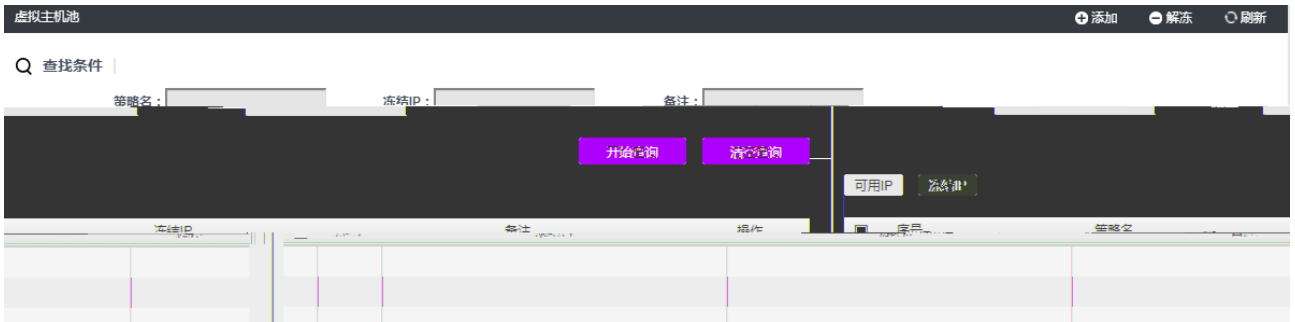 虚拟主机池 添加 解冻 刷新
查找条件
策略名： 冻结IP： 备注：
开始查询 清空查询
可用IP 冻结IP
冻结IP 备注 操作 序号 策略名